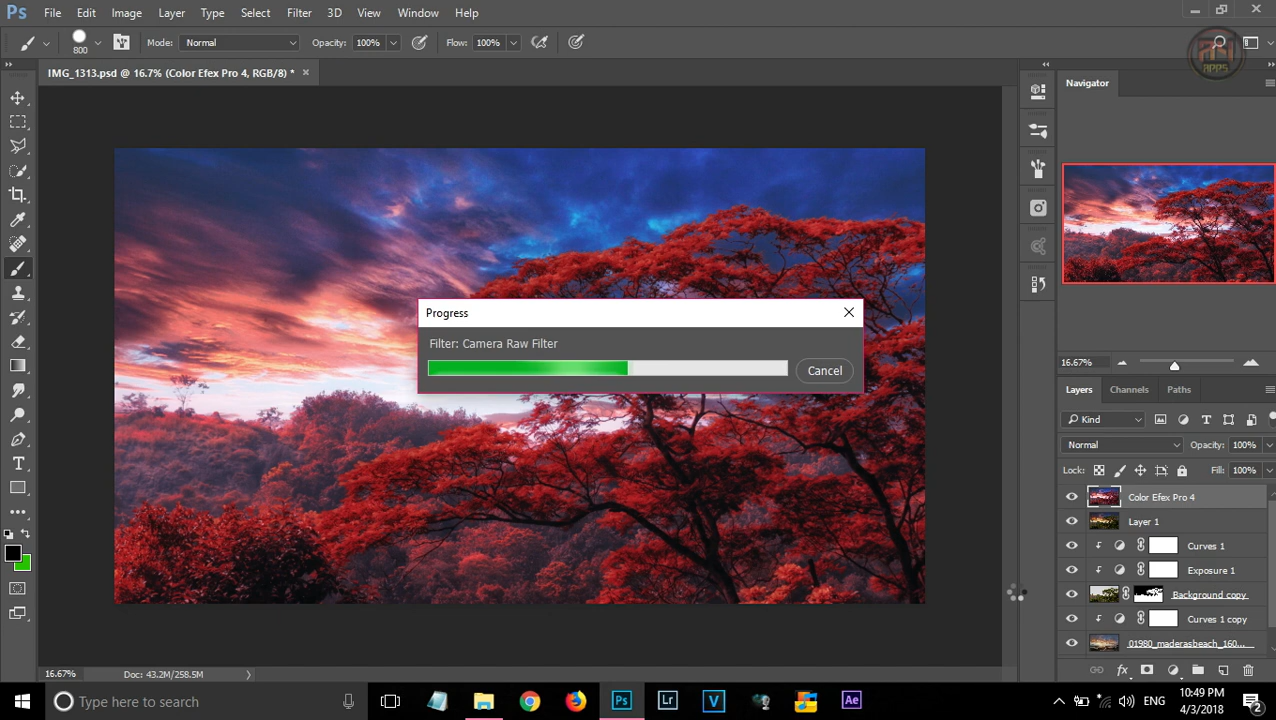 Ps File Edit Image Layer Type Select Filter 3D View Window Help
800 Mode: Normal Opacity: 100% Flow: 100%
APPS
IMG_1313.psd @ 16.7% (Color Efex Pro 4, RGB/8) *
Navigator
Progress
Filter: Camera Raw Filter
Cancel
16.67%
Layers Channels Paths
Kind
Normal Opacity: 100%
Lock: Fill: 100%
Color Efex Pro 4
Layer 1
Curves 1
Exposure 1
Background copy
Curves 1 copy
01980_maderasbeach_160...
16.67% Doc: 43.2M/258.5M
Type here to search
Ps Lr V Ae
ENG
10:49 PM
4/3/2018
2